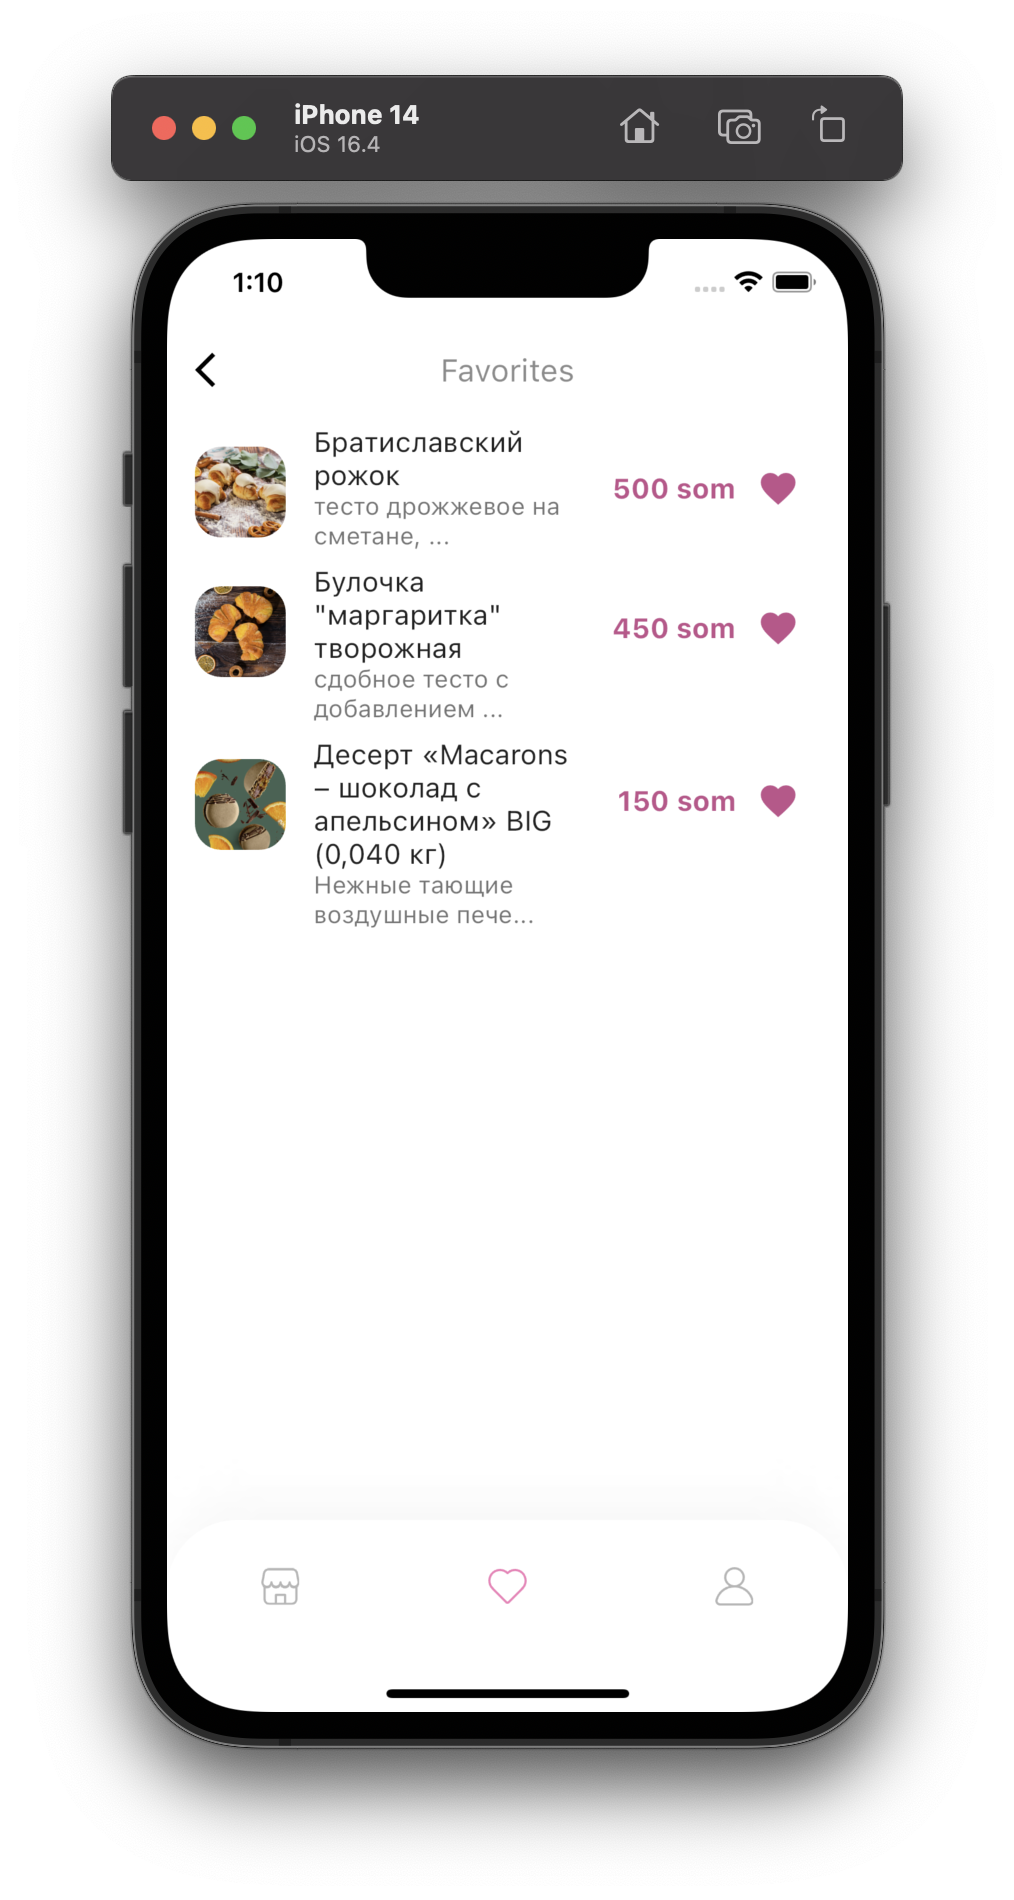 iPhone 14
iOS 16.4
1:10
Favorites
Братиславский
рожок
тесто дрожжевое на
сметане, ...
500 som
Булочка
"маргаритка"
творожная
сдобное тесто с
добавлением ...
450 som
Десерт «Macarons
– шоколад с
апельсином» BIG
(0,040 кг)
Нежные тающие
воздушные пече...
150 som